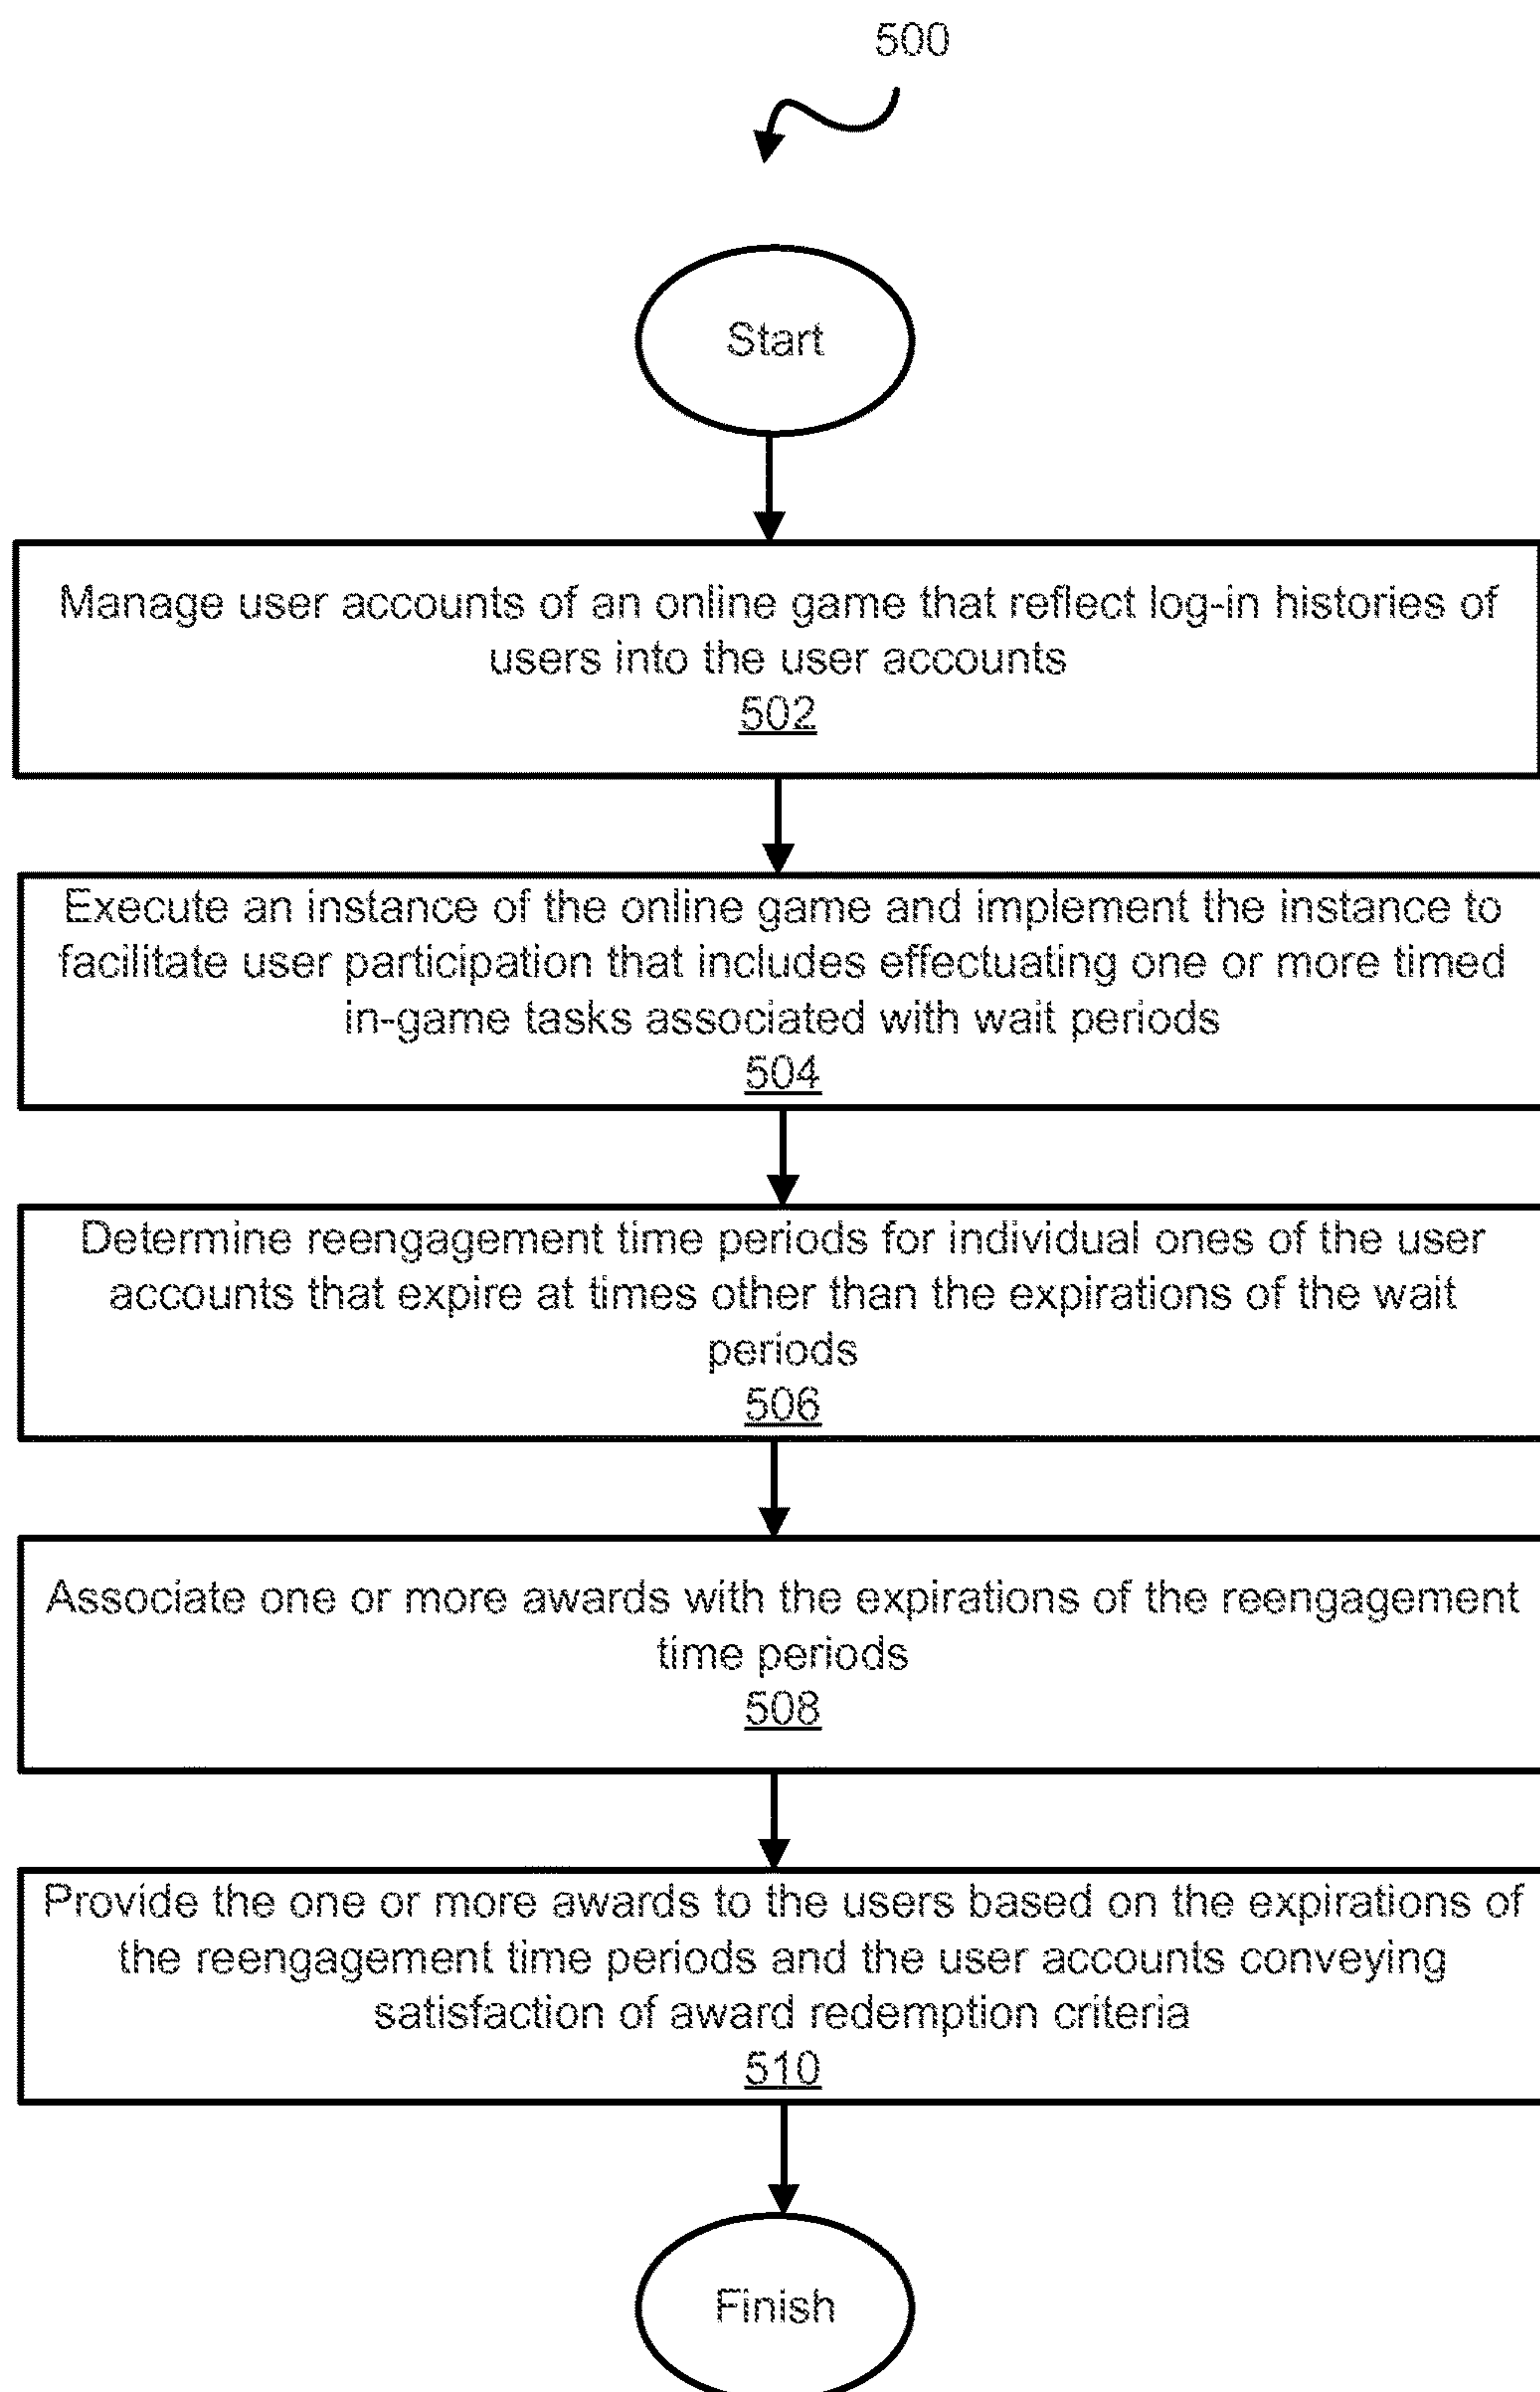 500
Start
Manage user accounts of an online game that reflect log-in histories of
users into the user accounts
502
Execute an instance of the online game and implement the instance to
facilitate user participation that includes effectuating one or more timed
in-game tasks associated with wait periods
504
Determine reengagement time periods for individual ones of the user
accounts that expire at times other than the expirations of the wait
periods
506
Associate one or more awards with the expirations of the reengagement
time periods
508
Provide the one or more awards to the users based on the expirations of
the reengagement time periods and the user accounts conveying
satisfaction of award redemption criteria
510
Finish